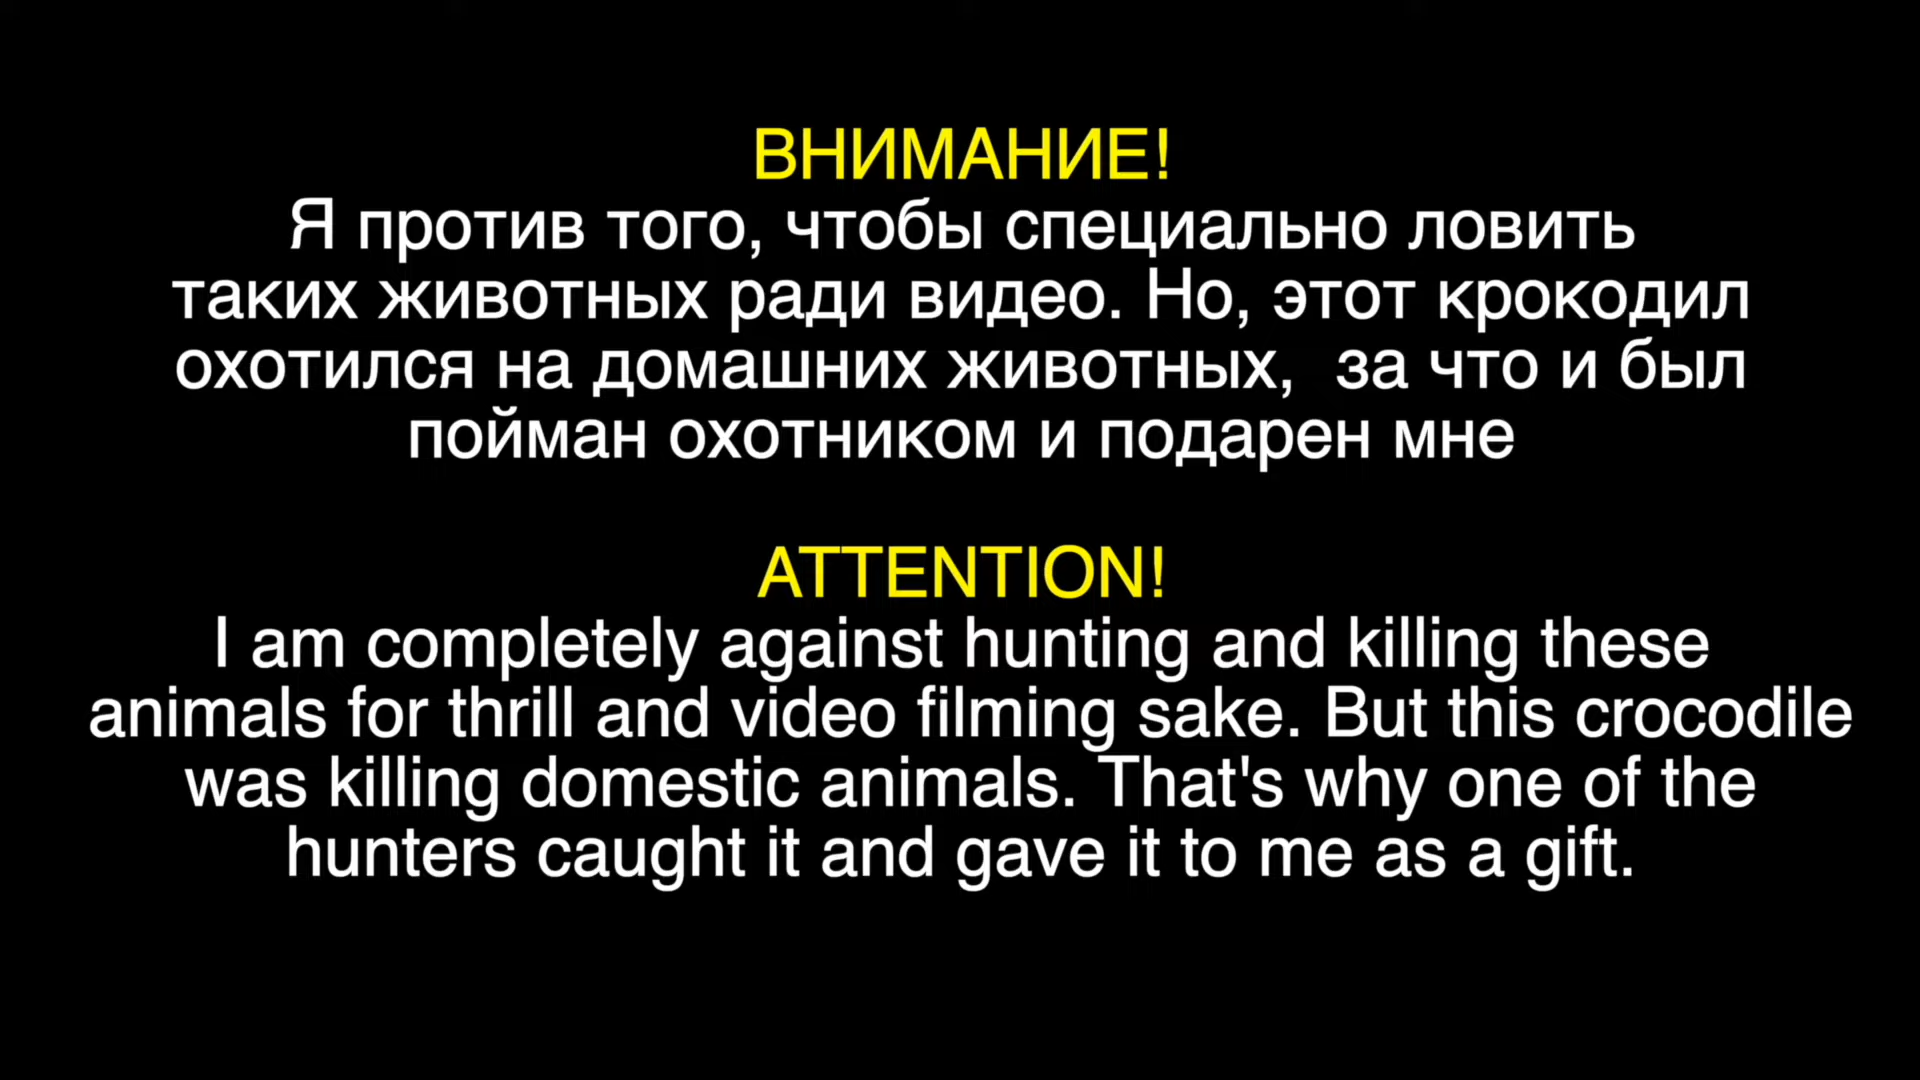 ВНИМАНИЕ!
Я против того, чтобы специально ловить
таких животных ради видео. Но, этот крокодил
охотился на домашних животных,  за что и был
пойман охотником и подарен мне
ATTENTION!
I am completely against hunting and killing these
animals for thrill and video filming sake. But this crocodile
was killing domestic animals. That's why one of the
hunters caught it and gave it to me as a gift.